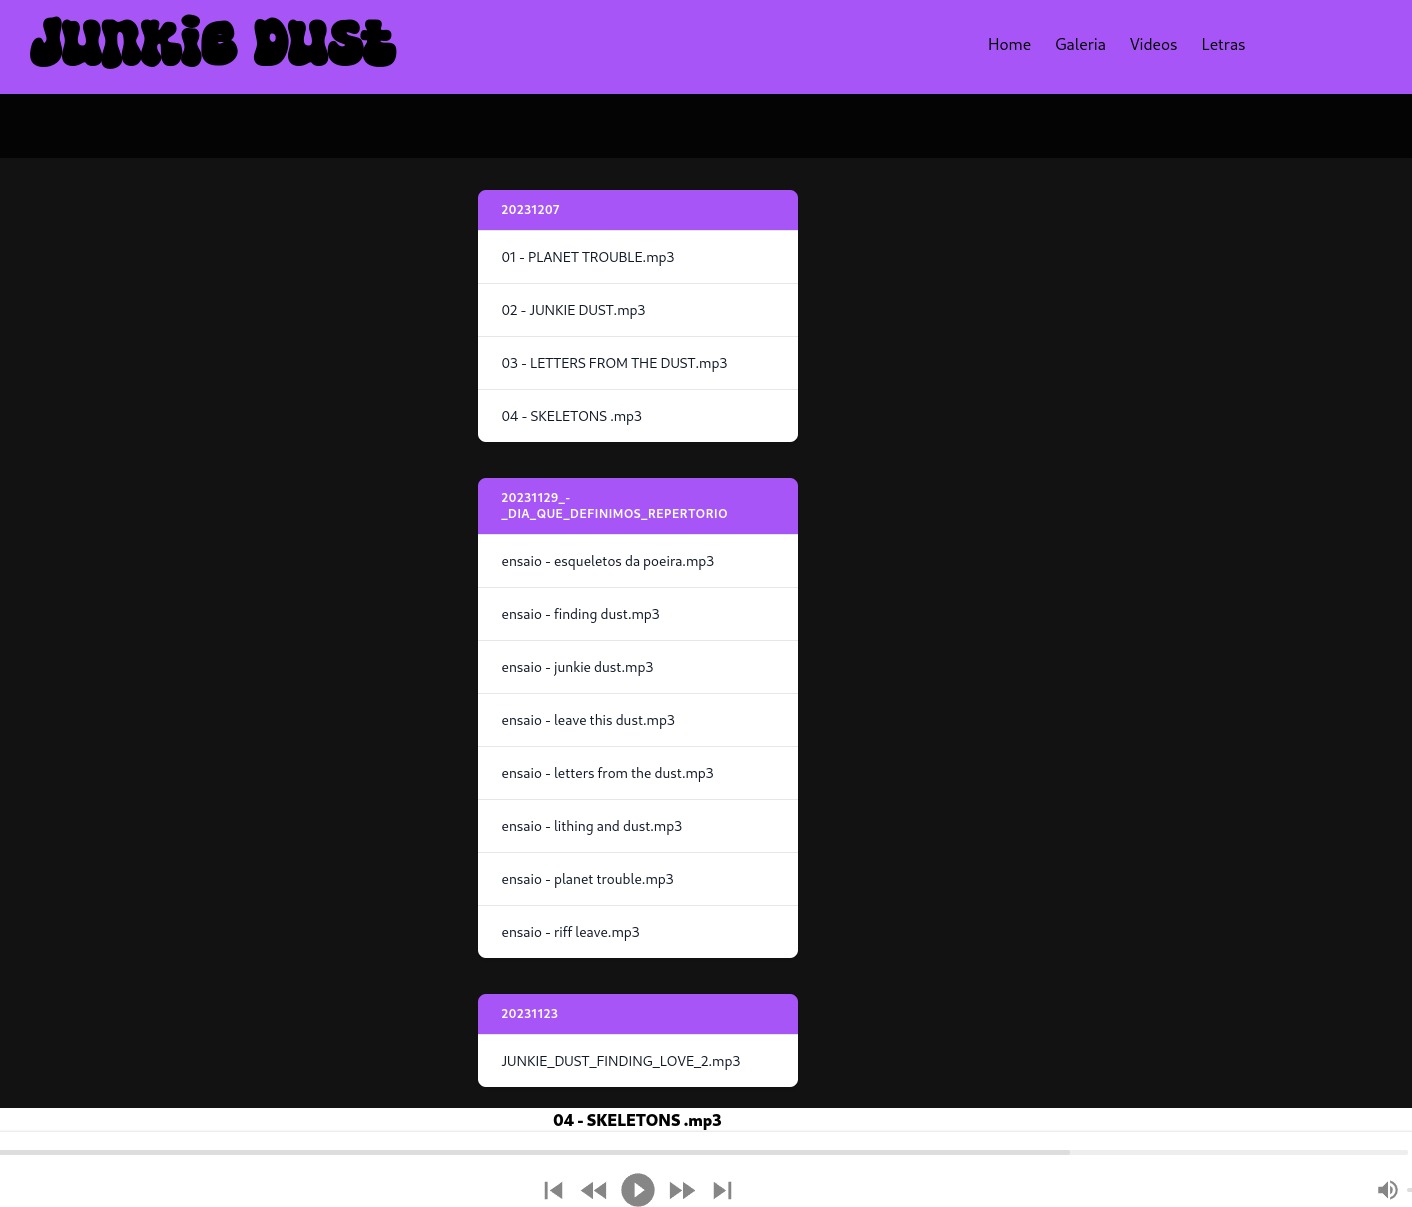 Junkie Dust
Home Galeria Videos Letras
20231207
01 - PLANET TROUBLE.mp3
02 - JUNKIE DUST.mp3
03 - LETTERS FROM THE DUST.mp3
04 - SKELETONS .mp3
20231129_-
_DIA_QUE_DEFINIMOS_REPERTORIO
ensaio - esqueletos da poeira.mp3
ensaio - finding dust.mp3
ensaio - junkie dust.mp3
ensaio - leave this dust.mp3
ensaio - letters from the dust.mp3
ensaio - lithing and dust.mp3
ensaio - planet trouble.mp3
ensaio - riff leave.mp3
20231123
JUNKIE_DUST_FINDING_LOVE_2.mp3
04 - SKELETONS .mp3